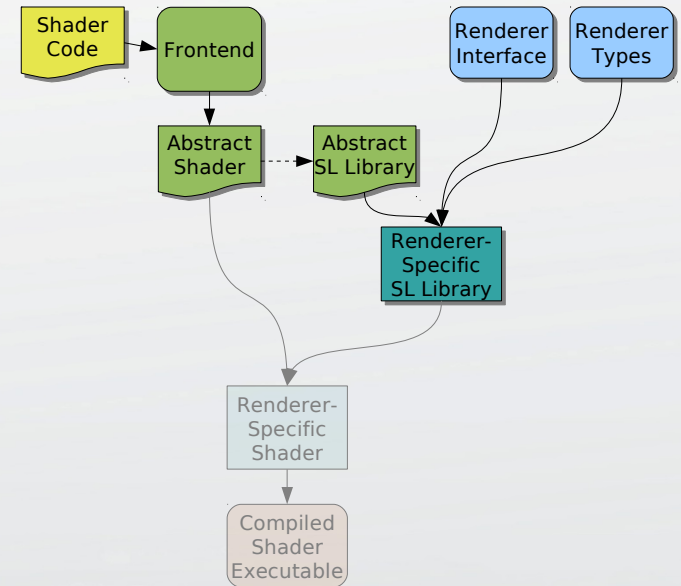 Shader
Code
Frontend
Renderer
Interface
Renderer
Types
Abstract
Shader
Abstract
SL Library
Renderer-
Specific
SL Library
Renderer-
Specific
Shader
Compiled
Shader
Executable